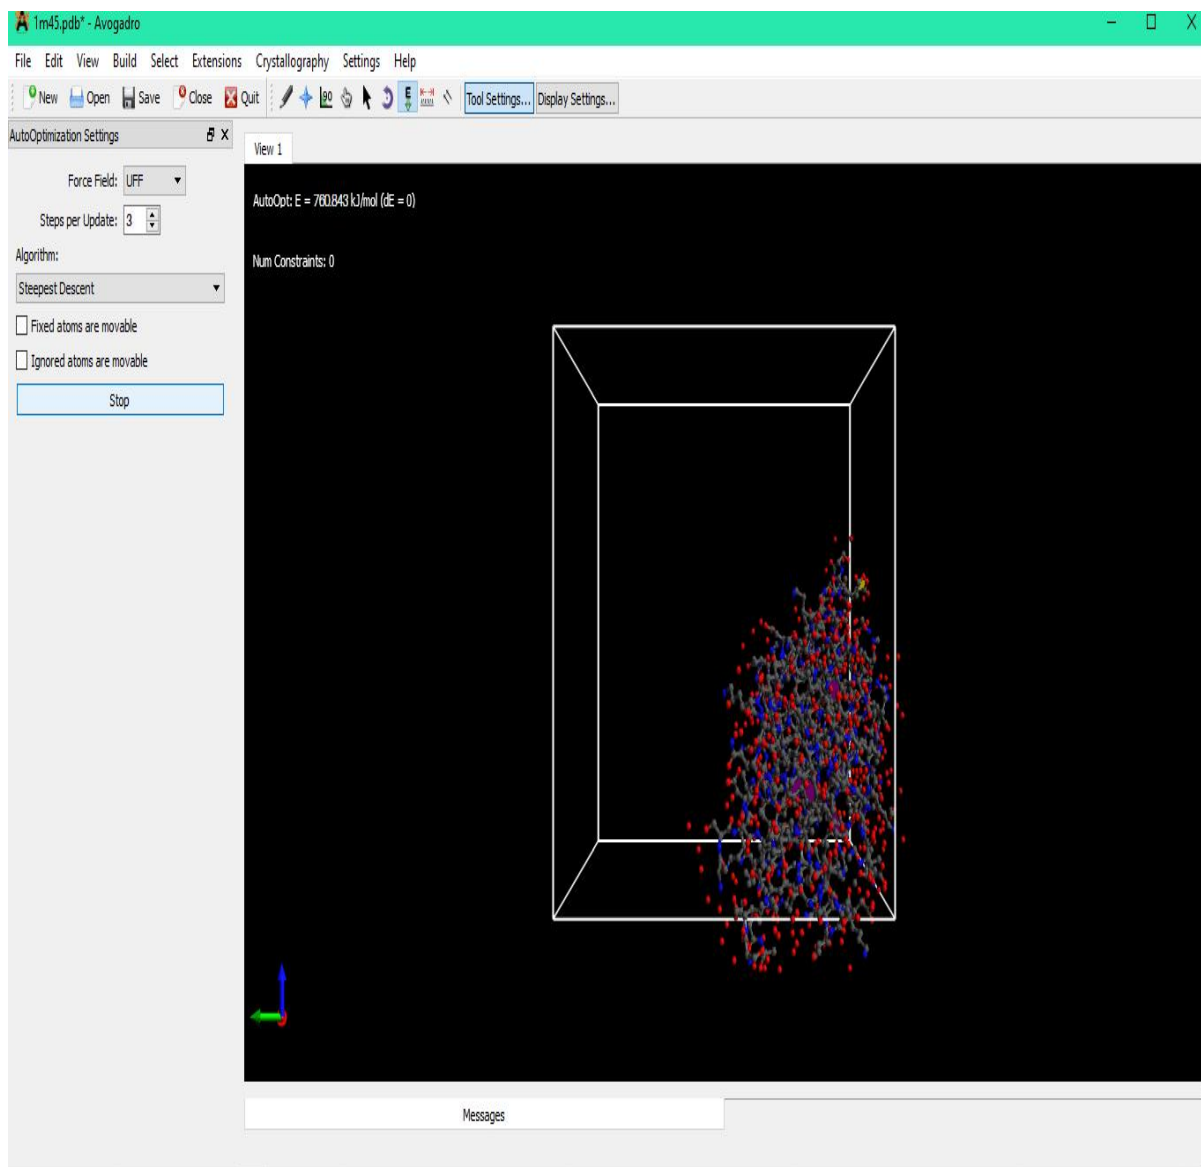 1m45.pdb* - Avogadro
File Edit View Build Select Extensions Crystallography Settings Help
New Open Save Close Quit Tool Settings... Display Settings...
AutoOptimization Settings
View 1
Force Field: UFF
Steps per Update: 3
Algorithm:
Steepest Descent
Fixed atoms are movable
Ignored atoms are movable
Stop
AutoOpt: E = 760.843 kJ/mol (dE = 0)
Num Constraints: 0
Messages